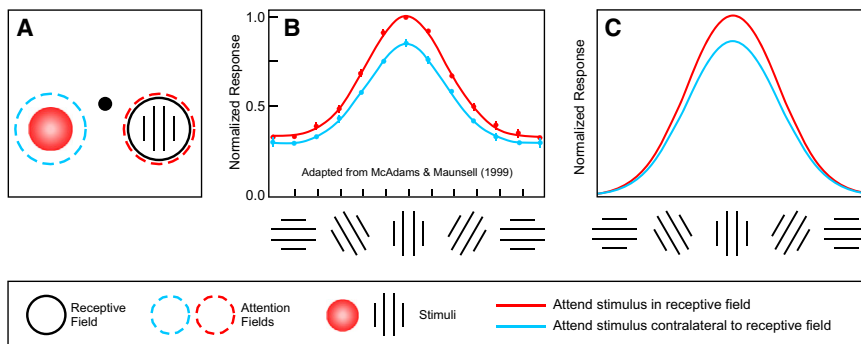 A
B
C
Normalized Response
1.0
0.5
0.0
Adapted from McAdams & Maunsell (1999)
Normalized Response
Receptive
Field
Attention
Fields
Stimuli
Attend stimulus in receptive field
Attend stimulus contralateral to receptive field